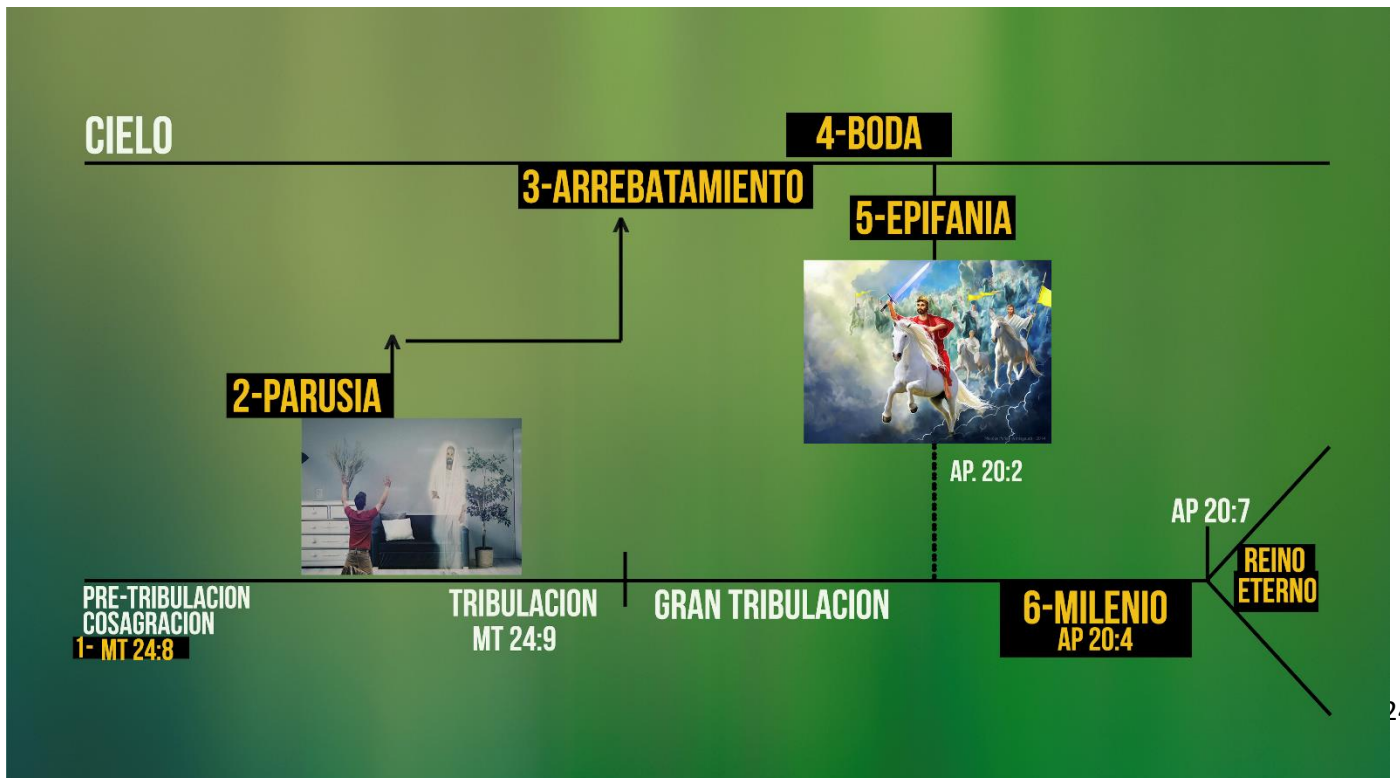 CIELO
4-BODA
3-ARREBATAMIENTO
5-EPIFANIA
2-PARUSIA
AP. 20:2
AP 20:7
REINO
ETERNO
PRE-TRIBULACION
COSAGRACION
1- MT 24:8
TRIBULACION
MT 24:9
GRAN TRIBULACION
6-MILENIO
AP 20:4